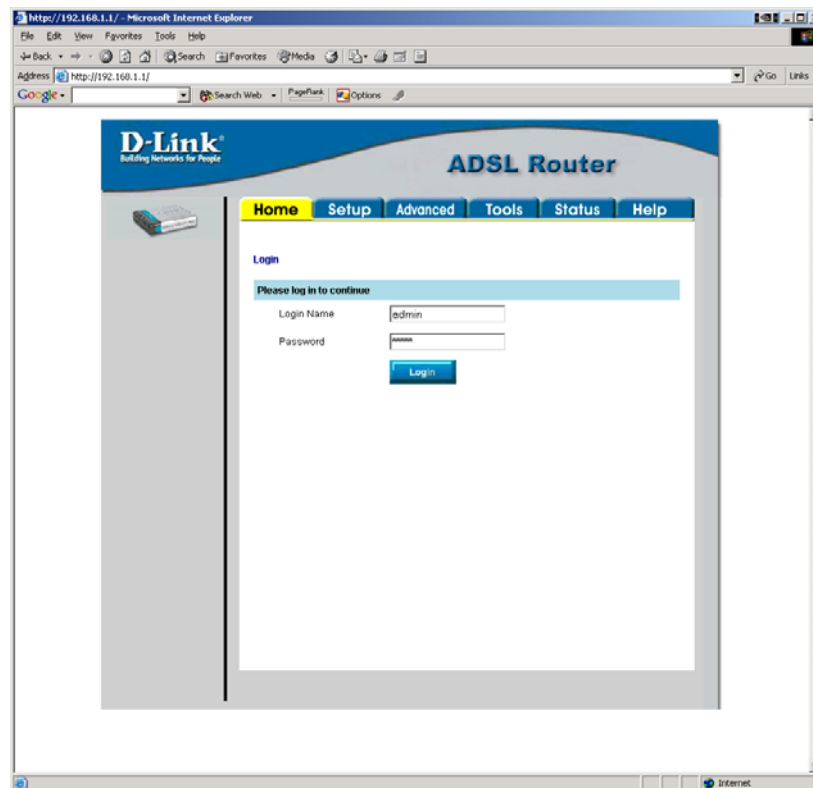 http://192.168.1.1/ - Microsoft Internet Explorer
File Edit View Favorites Tools Help
Back Search Favorites Media
Address http://192.168.1.1/ Go Links
Google Search Web PageRank Options
D-Link
Building Networks for People
ADSL Router
Home Setup Advanced Tools Status Help
Login
Please log in to continue
Login Name admin
Password *****
Login
Internet